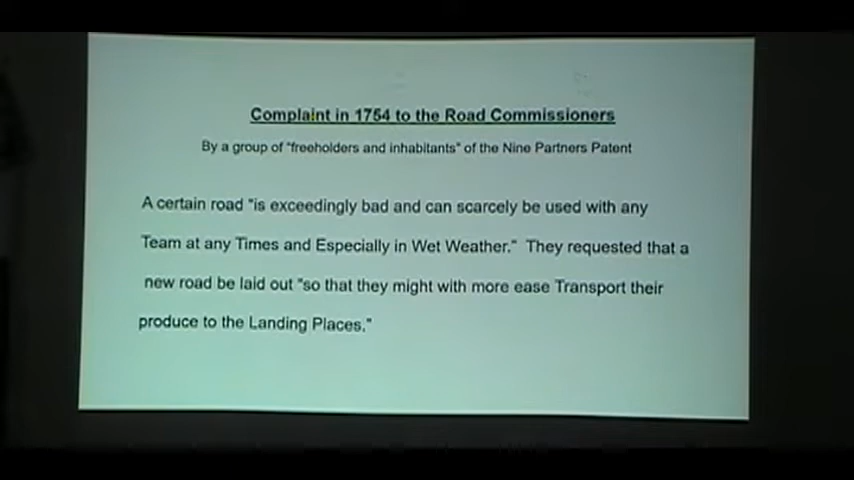 Complaint in 1754 to the Road Commissioners
By a group of "freeholders and inhabitants" of the Nine Partners Patent
A certain road "is exceedingly bad and can scarcely be used with any
Team at any Times and Especially in Wet Weather." They requested that a
new road be laid out "so that they might with more ease Transport their
produce to the Landing Places."